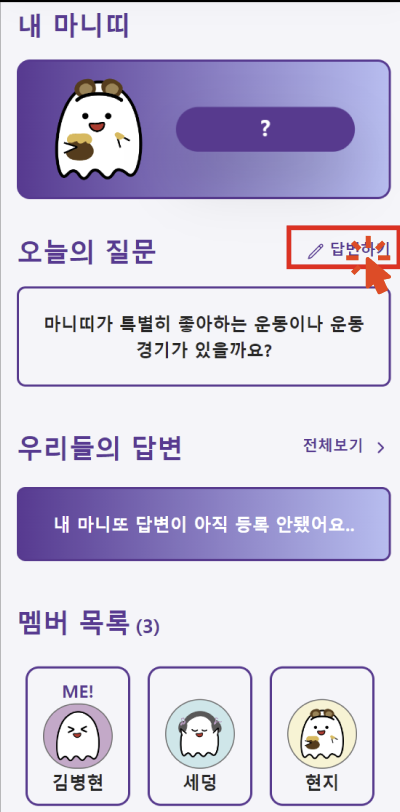 내 마니띠
?
오늘의 질문
답변하기
마니띠가 특별히 좋아하는 운동이나 운동
경기가 있을까요?
우리들의 답변
전체보기 >
내 마니또 답변이 아직 등록 안됐어요..
멤버 목록 (3)
ME!
김병현
세덩
현지